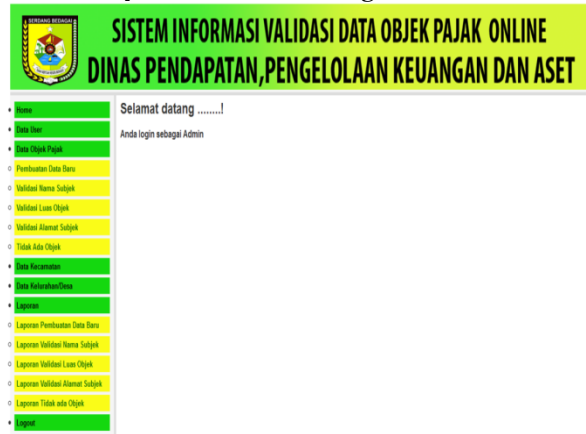 SERDANG BEDAGAI
SISTEM INFORMASI VALIDASI DATA OBJEK PAJAK ONLINE
DINAS PENDAPATAN,PENGELOLAAN KEUANGAN DAN ASET
Home
Data User
Data Objek Pajak
Pembuatan Data Baru
Validasi Nama Subjek
Validasi Luas Objek
Validasi Alamat Subjek
Tidak Ada Objek
Data Kecamatan
Data Kelurahan/Desa
Laporan
Laporan Pembuatan Data Baru
Laporan Validasi Nama Subjek
Laporan Validasi Luas Objek
Laporan Validasi Alamat Subjek
Laporan Tidak ada Objek
Logout
Selamat datang ........!
Anda login sebagai Admin